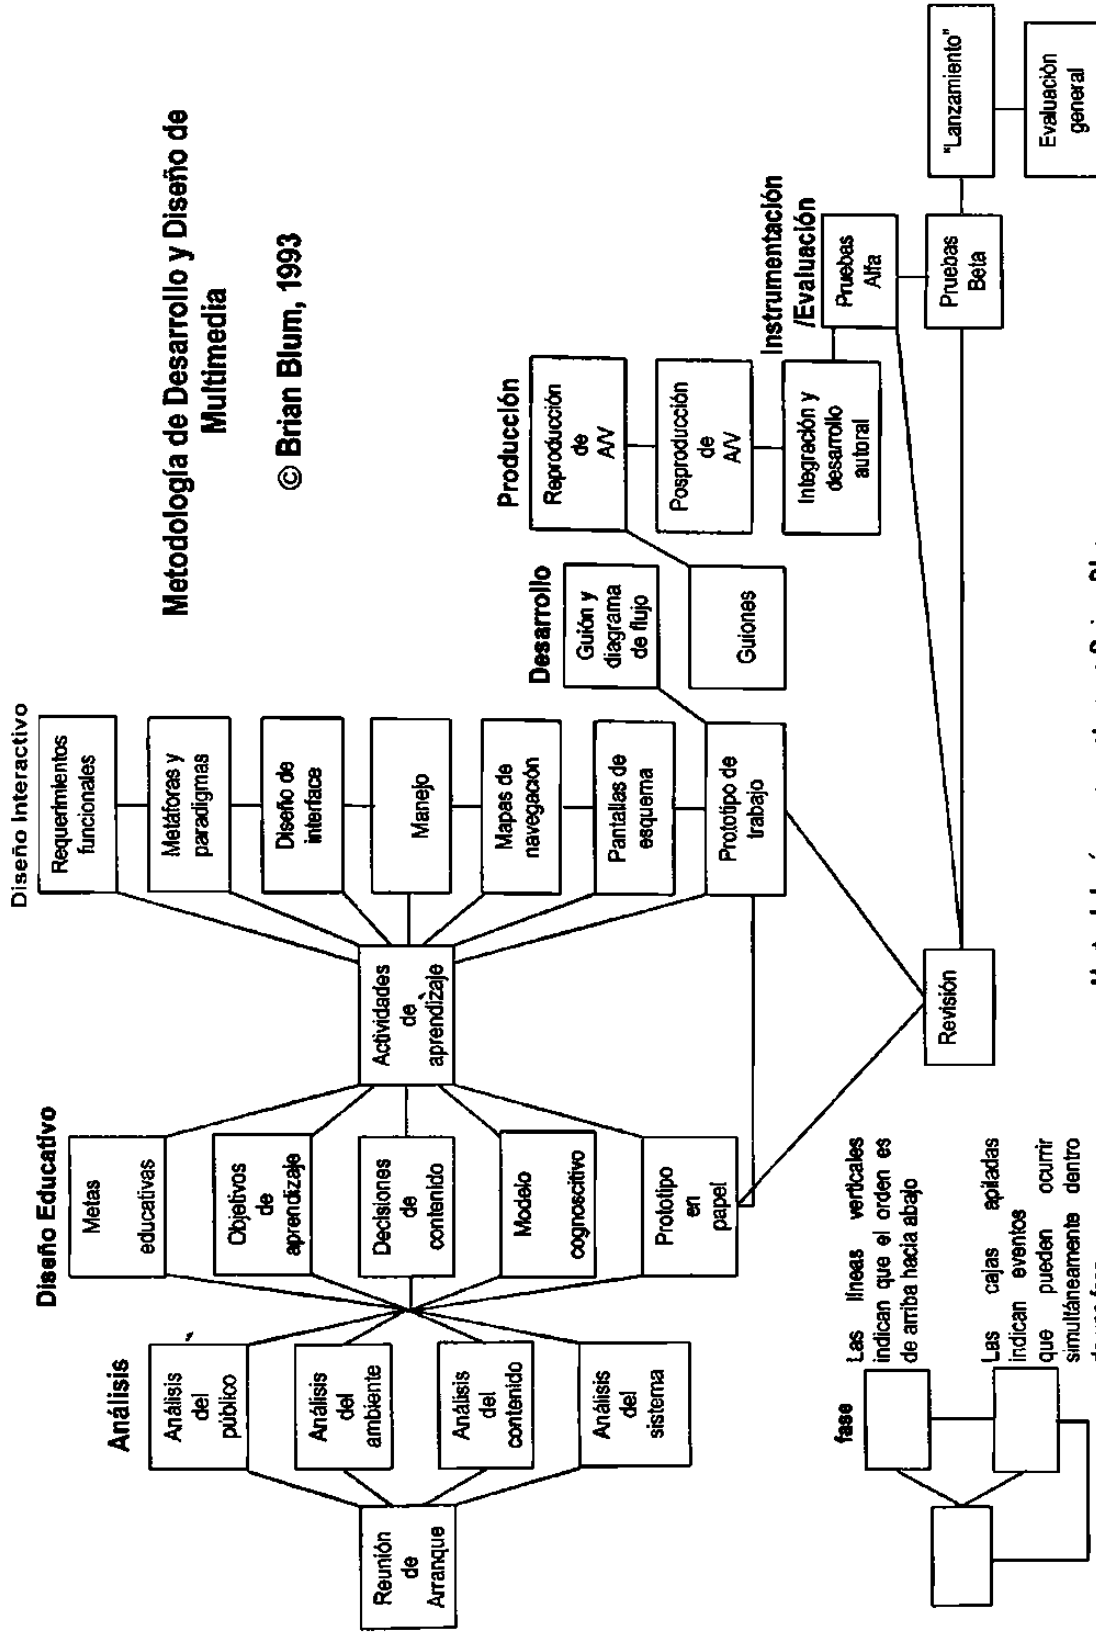 Metodología de Desarrollo y Diseño de
Multimedia
© Brian Blum, 1993
Reunión
de
Arranque
Análisis
Análisis
del
público
Análisis
del
ambiente
Análisis
del
contenido
Análisis
del
sistema
Diseño Educativo
Metas
educativas
Objetivos
de
aprendizaje
Decisiones
de
contenido
Modelo
cognoscitivo
Prototipo
en
papel
Actividades
de
aprendizaje
Diseño Interactivo
Requerimientos
funcionales
Metáforas y
paradigmas
Diseño de
interface
Manejo
Mapas de
navegación
Pantallas de
esquema
Prototipo de
trabajo
Revisión
Desarrollo
Guión y
diagrama
de flujo
Guiones
Producción
Reproducción
de
A/V
Posproducción
de
A/V
Integración y
desarrollo
autoral
Instrumentación
/Evaluación
Pruebas
Alfa
Pruebas
Beta
"Lanzamiento"
Evaluación
general
fase
Las líneas verticales
indican que el orden es
de arriba hacia abajo
Las cajas apiladas
indican eventos
que pueden ocurrir
simultáneamente dentro